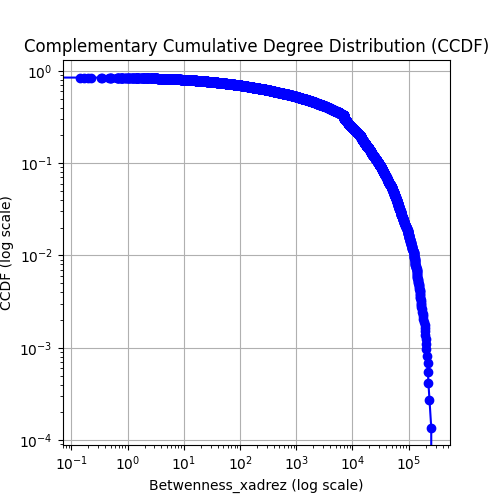 Complementary Cumulative Degree Distribution (CCDF)
CCDF (log scale)
10^0
10^-1
10^-2
10^-3
10^-4
10^-1 10^0 10^1 10^2 10^3 10^4 10^5
Betwenness_xadrez (log scale)